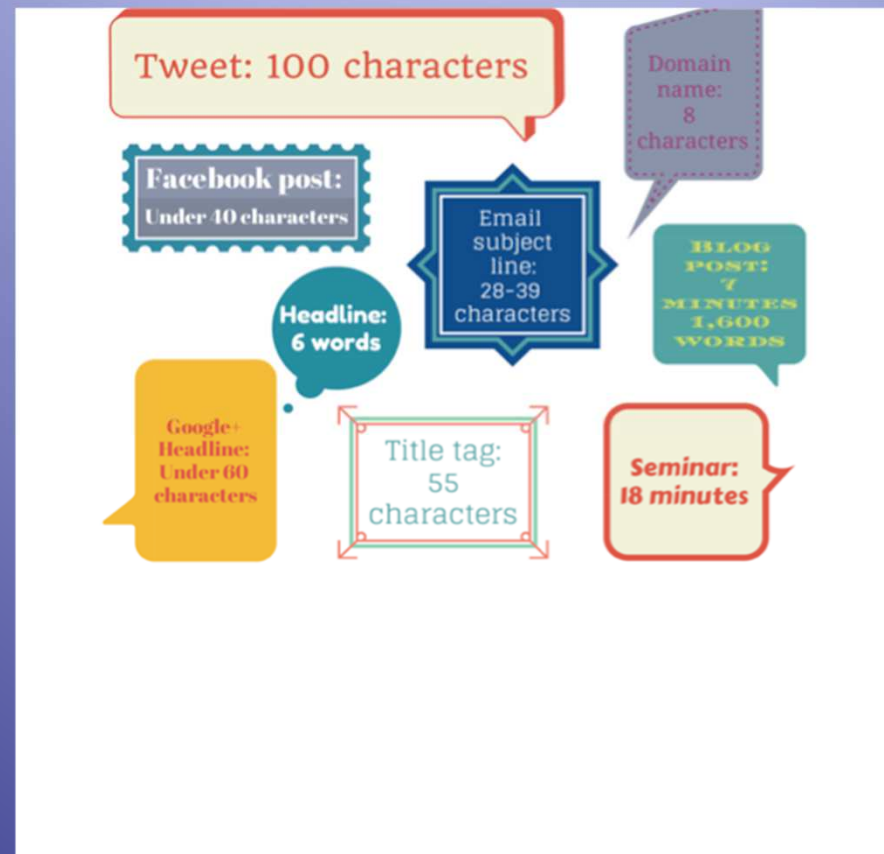 Tweet: 100 characters
Domain
name:
8
characters
Facebook post:
Under 40 characters
Email
subject
line:
28-39
characters
BLOG
POST:
7
MINUTES
1,600
WORDS
Headline:
6 words
Google+
Headline:
Under 60
characters
Title tag:
55
characters
Seminar:
18 minutes